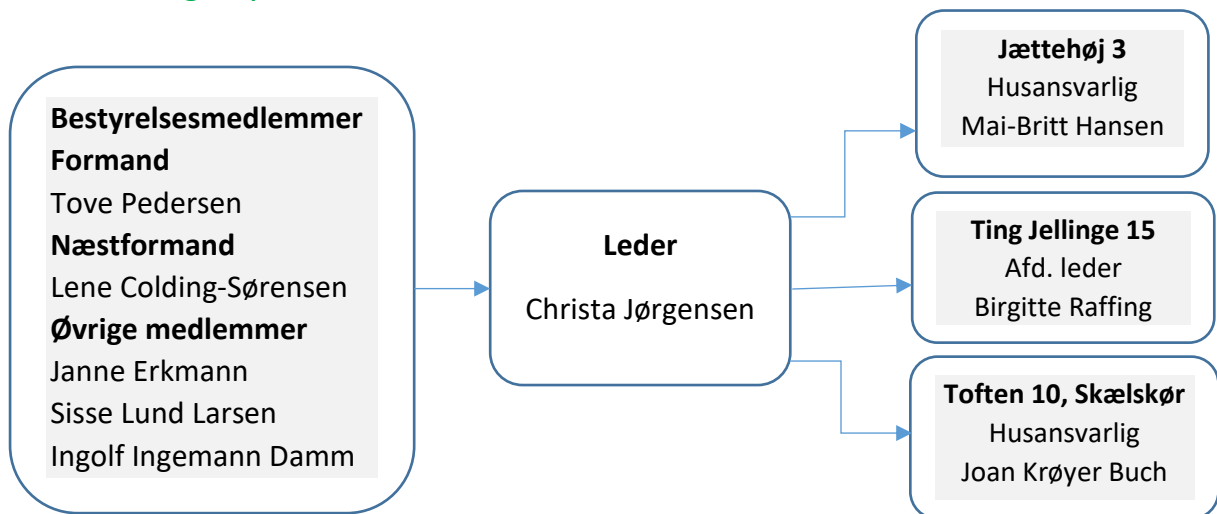 Bestyrelsesmedlemmer
Formand
Tove Pedersen
Næstformand
Lene Colding-Sørensen
Øvrige medlemmer
Janne Erkmann
Sisse Lund Larsen
Ingolf Ingemann Damm
Leder
Christa Jørgensen
Jættehøj 3
Husansvarlig
Mai-Britt Hansen
Ting Jellinge 15
Afd. leder
Birgitte Raffing
Toften 10, Skælskør
Husansvarlig
Joan Krøyer Buch